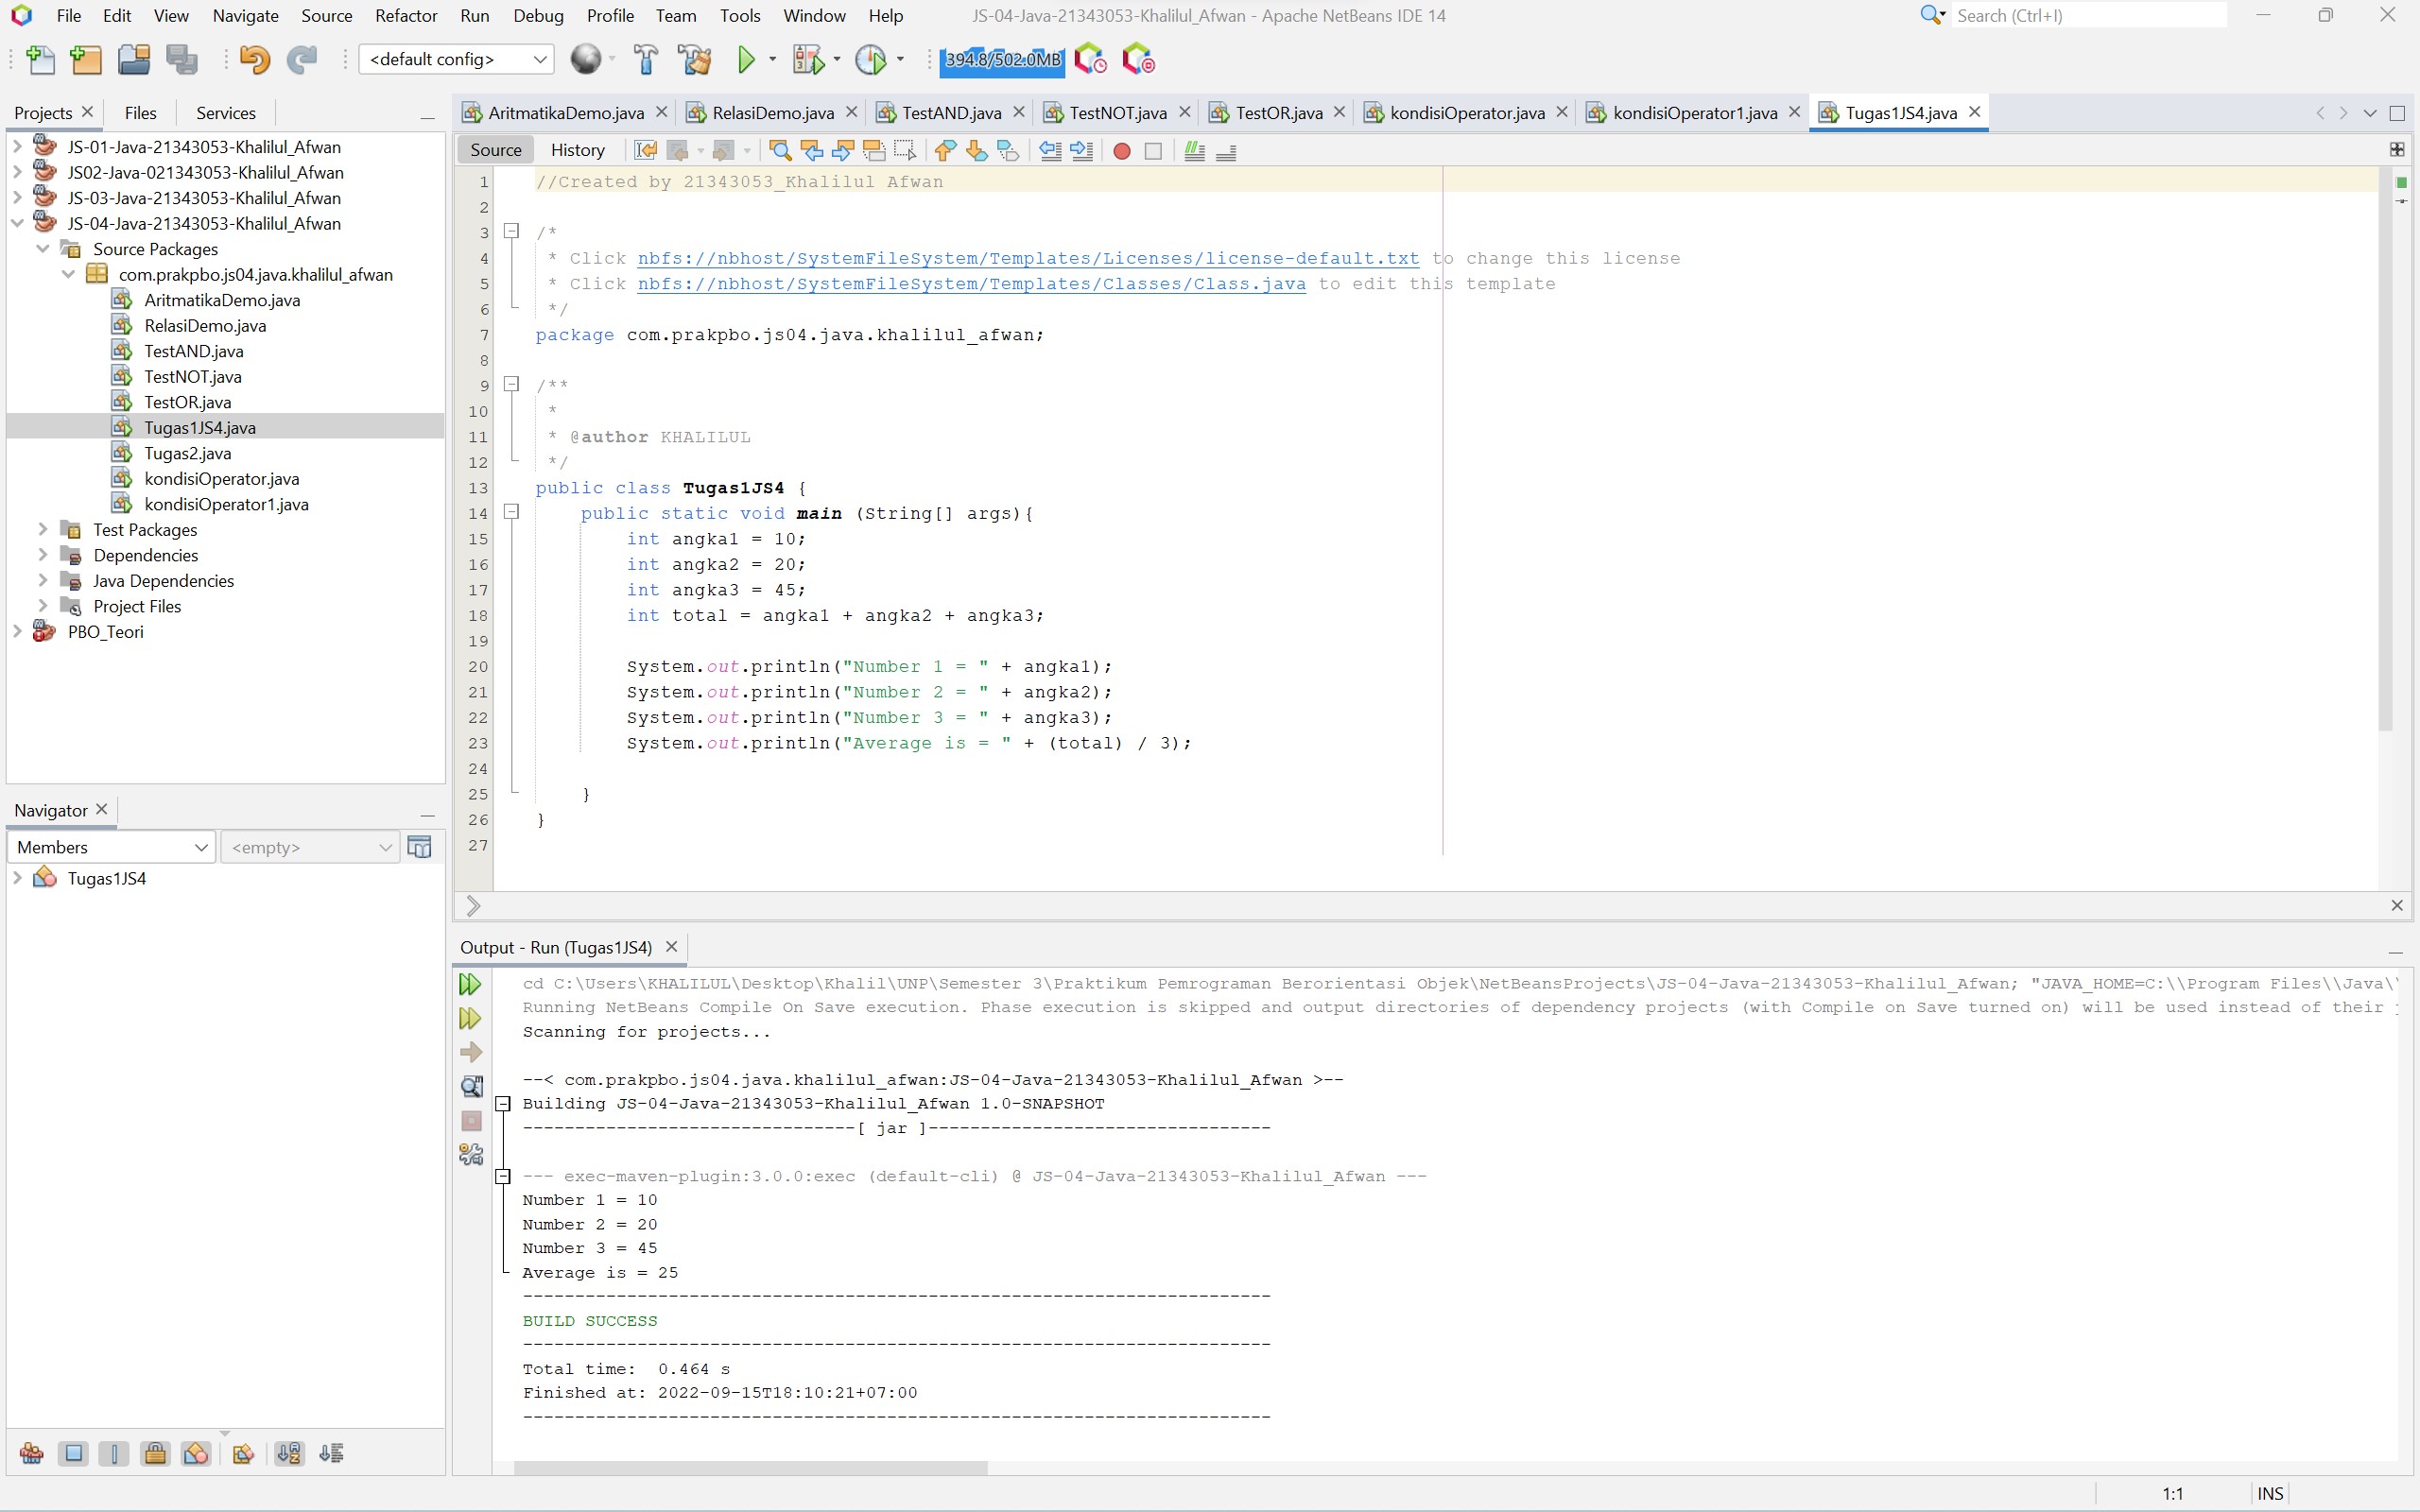 File Edit View Navigate Source Refactor Run Debug Profile Team Tools Window Help JS-04-Java-21343053-Khalilul_Afwan - Apache NetBeans IDE 14 Search (Ctrl+I)
<default config> 394.8/502.0MB
Projects Files Services
JS-01-Java-21343053-Khalilul_Afwan
JS02-Java-021343053-Khalilul_Afwan
JS-03-Java-21343053-Khalilul_Afwan
JS-04-Java-21343053-Khalilul_Afwan
Source Packages
com.prakpbo.js04.java.khalilul_afwan
AritmatikaDemo.java
RelasiDemo.java
TestAND.java
TestNOT.java
TestOR.java
Tugas1JS4.java
Tugas2.java
kondisiOperator.java
kondisiOperator1.java
Test Packages
Dependencies
Java Dependencies
Project Files
PBO_Teori
Navigator
Members <empty>
Tugas1JS4
AritmatikaDemo.java RelasiDemo.java TestAND.java TestNOT.java TestOR.java kondisiOperator.java kondisiOperator1.java Tugas1JS4.java
Source History
1 //Created by 21343053_Khalilul Afwan
2
3 /*
4 * Click nbfs://nbhost/SystemFileSystem/Templates/Licenses/license-default.txt to change this license
5 * Click nbfs://nbhost/SystemFileSystem/Templates/Classes/Class.java to edit this template
6 */
7 package com.prakpbo.js04.java.khalilul_afwan;
8
9 /**
10 *
11 * @author KHALILUL
12 */
13 public class Tugas1JS4 {
14 public static void main (String[] args){
15 int angka1 = 10;
16 int angka2 = 20;
17 int angka3 = 45;
18 int total = angka1 + angka2 + angka3;
19
20 System.out.println("Number 1 = " + angka1);
21 System.out.println("Number 2 = " + angka2);
22 System.out.println("Number 3 = " + angka3);
23 System.out.println("Average is = " + (total) / 3);
24
25 }
26 }
27
Output - Run (Tugas1JS4)
cd C:\Users\KHALILUL\Desktop\Khalil\UNP\Semester 3\Praktikum Pemrograman Berorientasi Objek\NetBeansProjects\JS-04-Java-21343053-Khalilul_Afwan; "JAVA_HOME=C:\\Program Files\\Java\
Running NetBeans Compile On Save execution. Phase execution is skipped and output directories of dependency projects (with Compile on Save turned on) will be used instead of their
Scanning for projects...
--< com.prakpbo.js04.java.khalilul_afwan:JS-04-Java-21343053-Khalilul_Afwan >--
Building JS-04-Java-21343053-Khalilul_Afwan 1.0-SNAPSHOT
--------------------------------[ jar ]---------------------------------
--- exec-maven-plugin:3.0.0:exec (default-cli) @ JS-04-Java-21343053-Khalilul_Afwan ---
Number 1 = 10
Number 2 = 20
Number 3 = 45
Average is = 25
------------------------------------------------------------------------
BUILD SUCCESS
------------------------------------------------------------------------
Total time: 0.464 s
Finished at: 2022-09-15T18:10:21+07:00
------------------------------------------------------------------------
1:1 INS